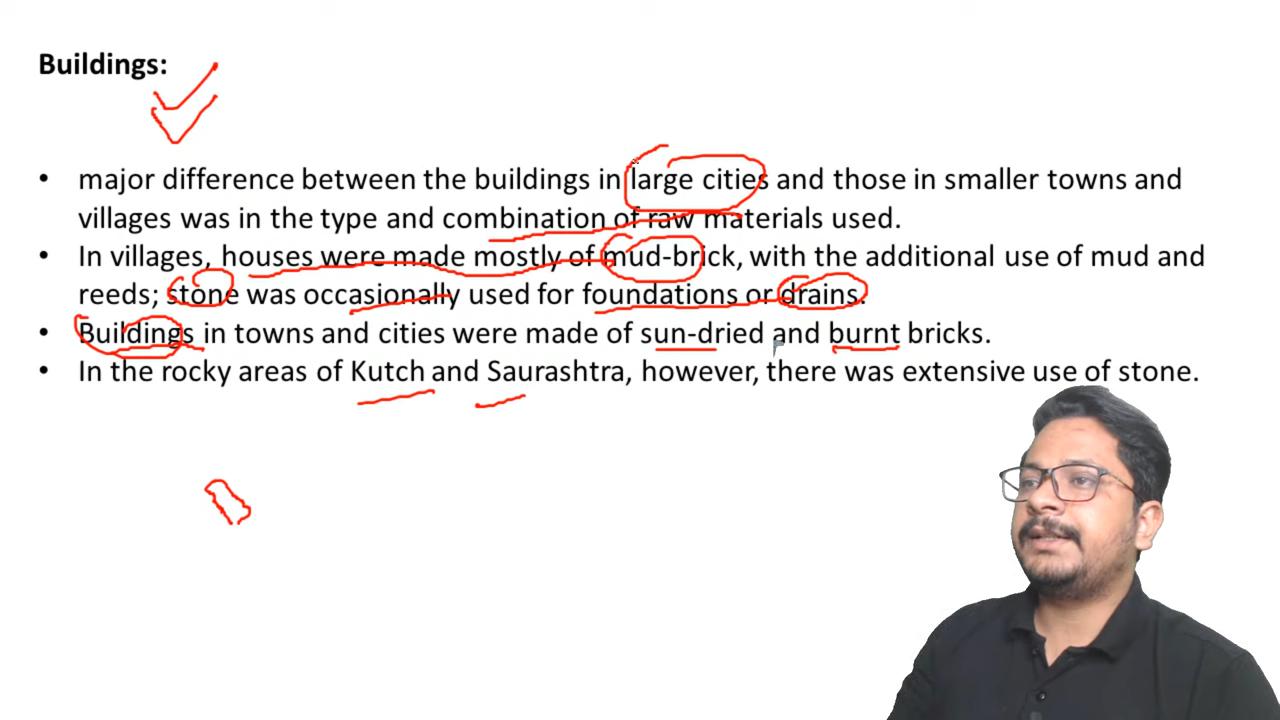 Buildings:
• major difference between the buildings in large cities and those in smaller towns and
villages was in the type and combination of raw materials used.
• In villages, houses were made mostly of mud-brick, with the additional use of mud and
reeds; stone was occasionally used for foundations or drains.
• Buildings in towns and cities were made of sun-dried and burnt bricks.
• In the rocky areas of Kutch and Saurashtra, however, there was extensive use of stone.